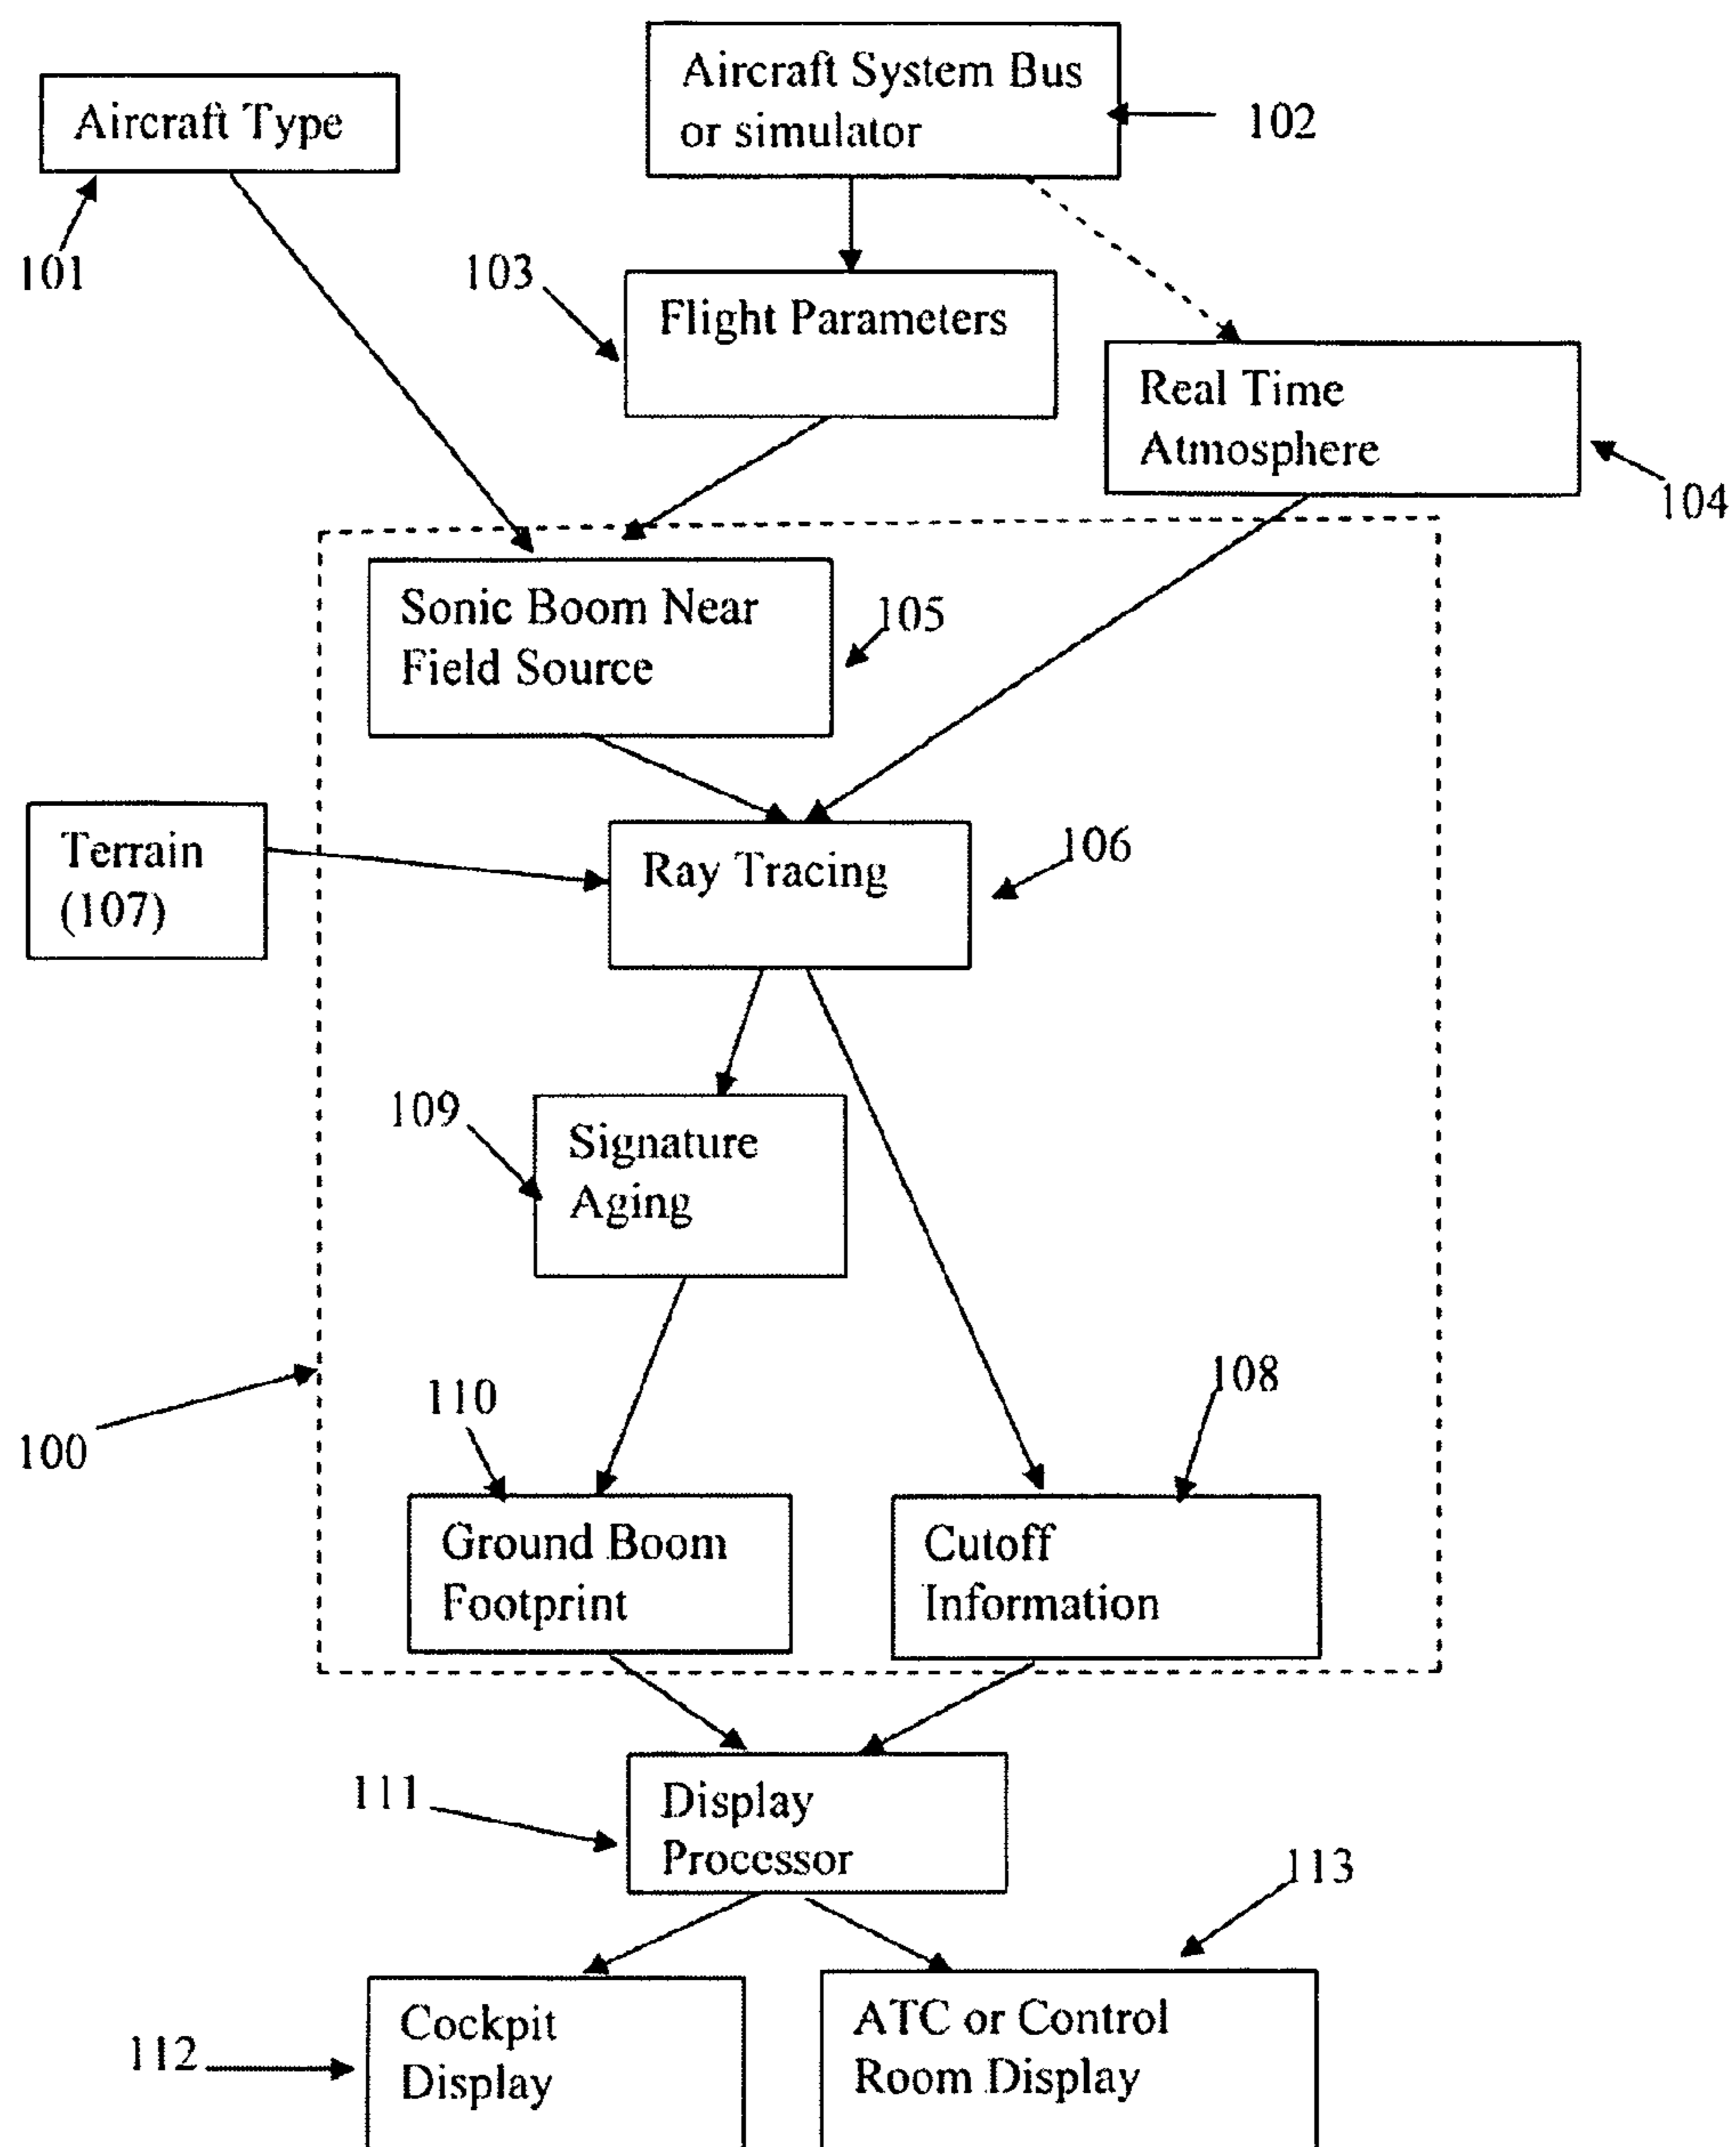 Aircraft System Bus
or simulator
102
Aircraft Type
101
103
Flight Parameters
Real Time
Atmosphere
104
Sonic Boom Near
Field Source
105
Terrain
(107)
Ray Tracing
106
109
Signature
Aging
100
110
108
Ground Boom
Footprint
Cutoff
Information
111
Display
Processor
113
112
Cockpit
Display
ATC or Control
Room Display